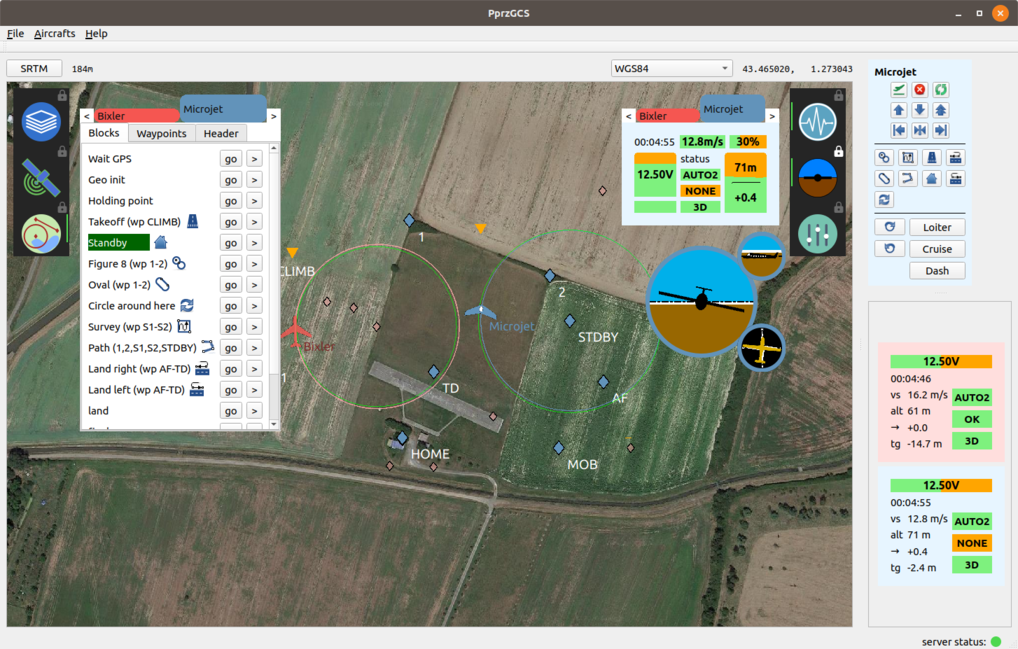 PprzGCS
File Aircrafts Help
SRTM 184m WGS84 43.465020, 1.273043
Microjet
< Bixler Microjet >
Blocks Waypoints Header
Wait GPS go >
Geo init go >
Holding point go >
Takeoff (wp CLIMB) go >
Standby go >
Figure 8 (wp 1-2) go >
Oval (wp 1-2) go >
Circle around here go >
Survey (wp S1-S2) go >
Path (1,2,S1,S2,STDBY) go >
Land right (wp AF-TD) go >
Land left (wp AF-TD) go >
land go >
< Bixler Microjet >
00:04:55 12.8m/s 30%
12.50V status 71m
AUTO2
NONE +0.4
3D
1
CLIMB
2
Microjet
STDBY
Bixler
1
TD
AF
HOME
MOB
Loiter
Cruise
Dash
12.50V
00:04:46
vs 16.2 m/s AUTO2
alt 61 m OK
→ +0.0
tg -14.7 m 3D
12.50V
00:04:55
vs 12.8 m/s AUTO2
alt 71 m NONE
→ +0.4
tg -2.4 m 3D
server status: